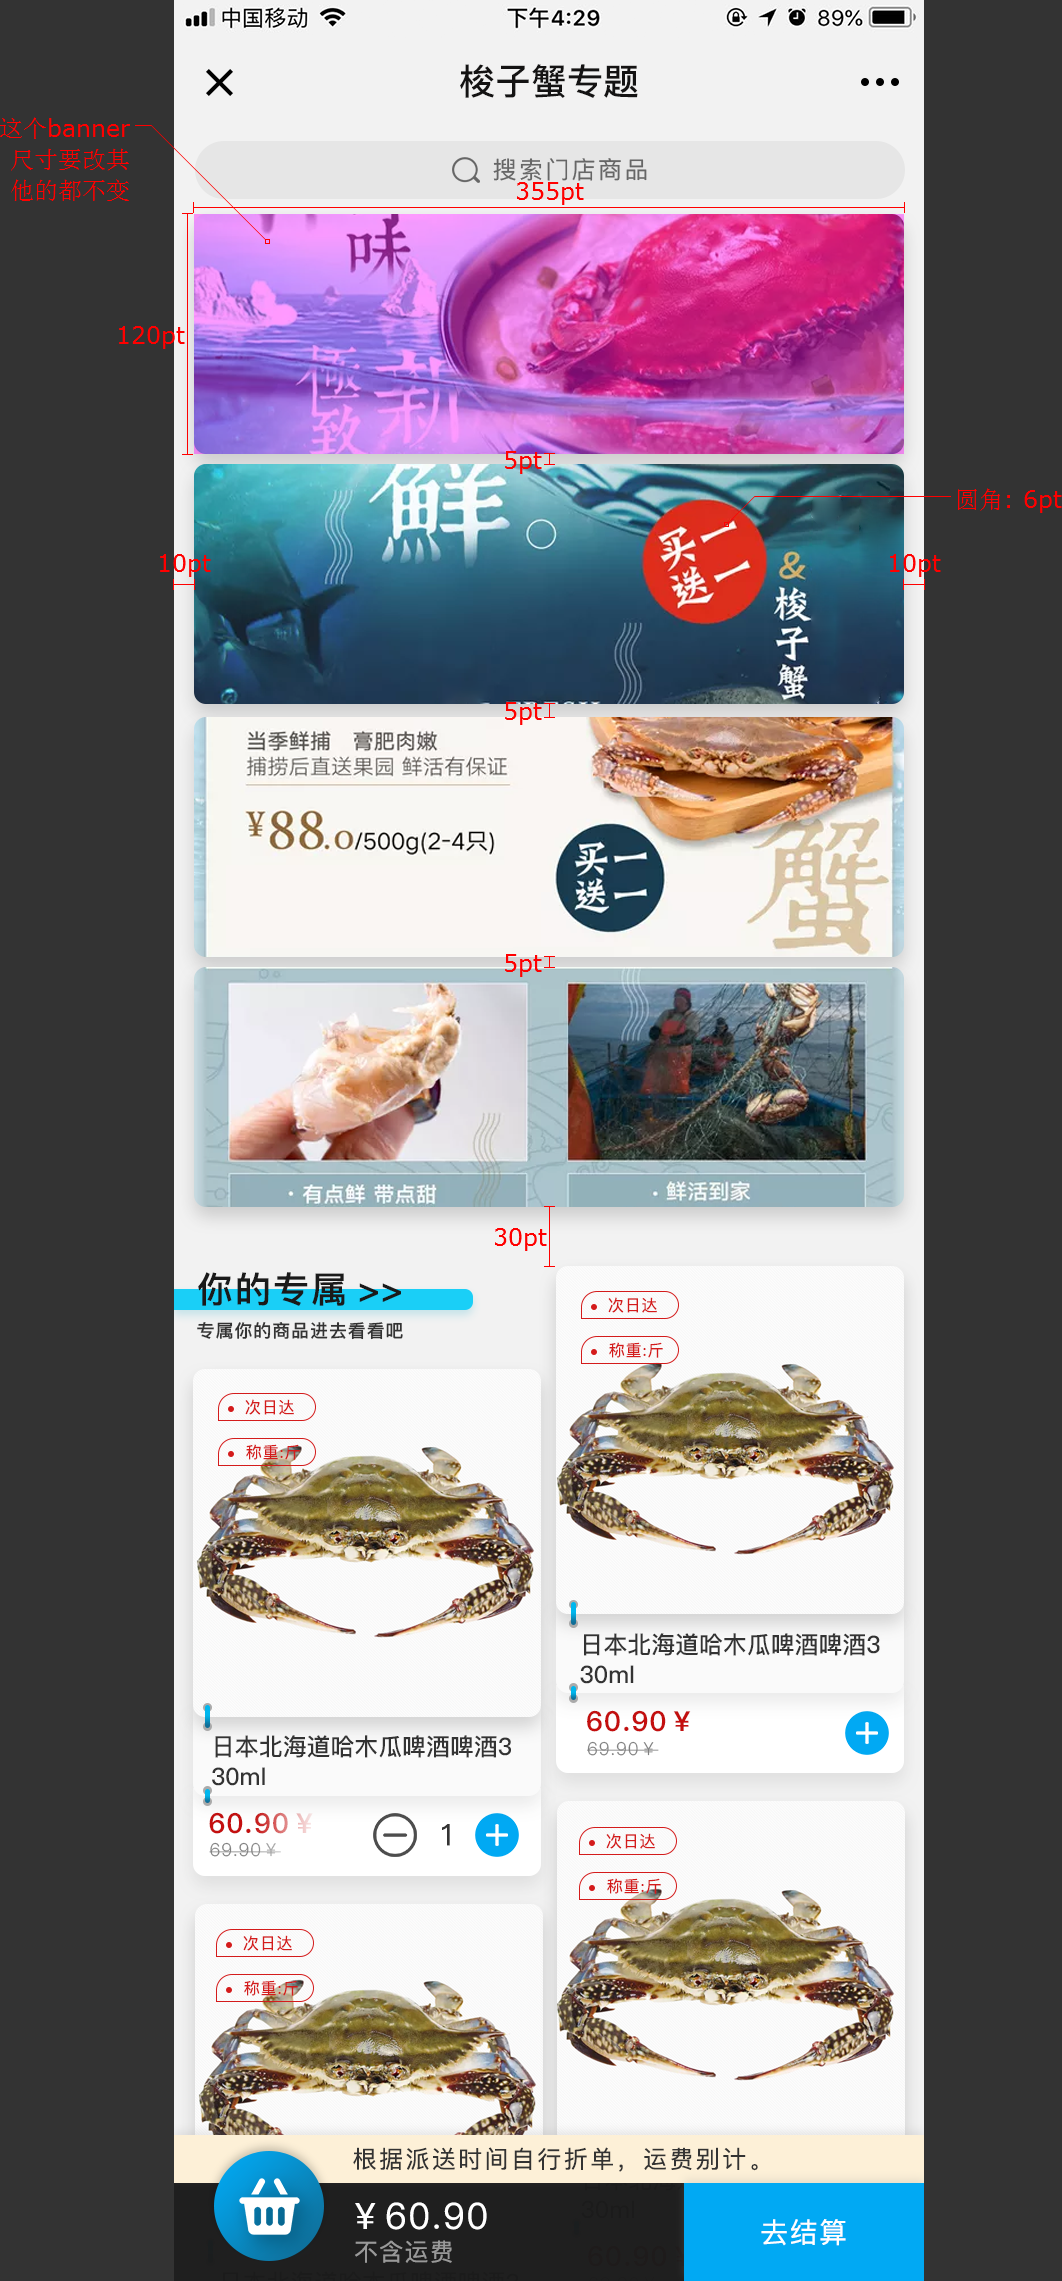 中国移动
下午4:29
89%
梭子蟹专题
这个banner
尺寸要改其
他的都不变
搜索门店商品
355pt
味
120pt
極致
新
5pt
鲜
圆角：6pt
买一
送一
10pt
10pt
&
梭子蟹
5pt
当季鲜捕 膏肥肉嫩
捕捞后直送果园 鲜活有保证
¥88.0/500g(2-4只)
买一
送一
蟹
5pt
·有点鲜 带点甜
·鲜活到家
30pt
你的专属 >>
专属你的商品进去看看吧
次日达
称重:斤
日本北海道哈木瓜啤酒啤酒3
30ml
60.90 ¥
69.90 ¥
次日达
称重:斤
日本北海道哈木瓜啤酒啤酒3
30ml
60.90 ¥
69.90 ¥
1
次日达
称重:斤
次日达
称重:斤
根据派送时间自行折单，运费别计。
¥ 60.90
不含运费
去结算